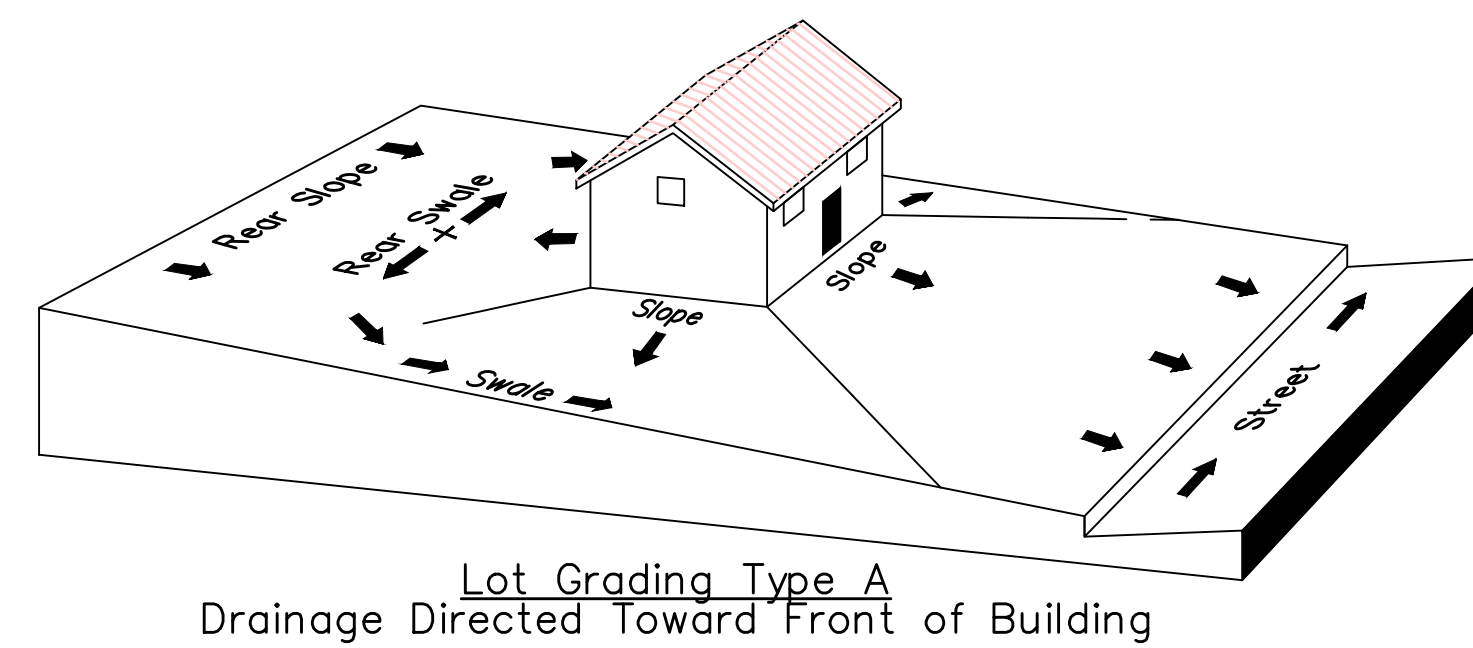 Rear Slope
Rear Swale
+
Slope
Slope
Swale
Street
Lot Grading Type A
Drainage Directed Toward Front of Building